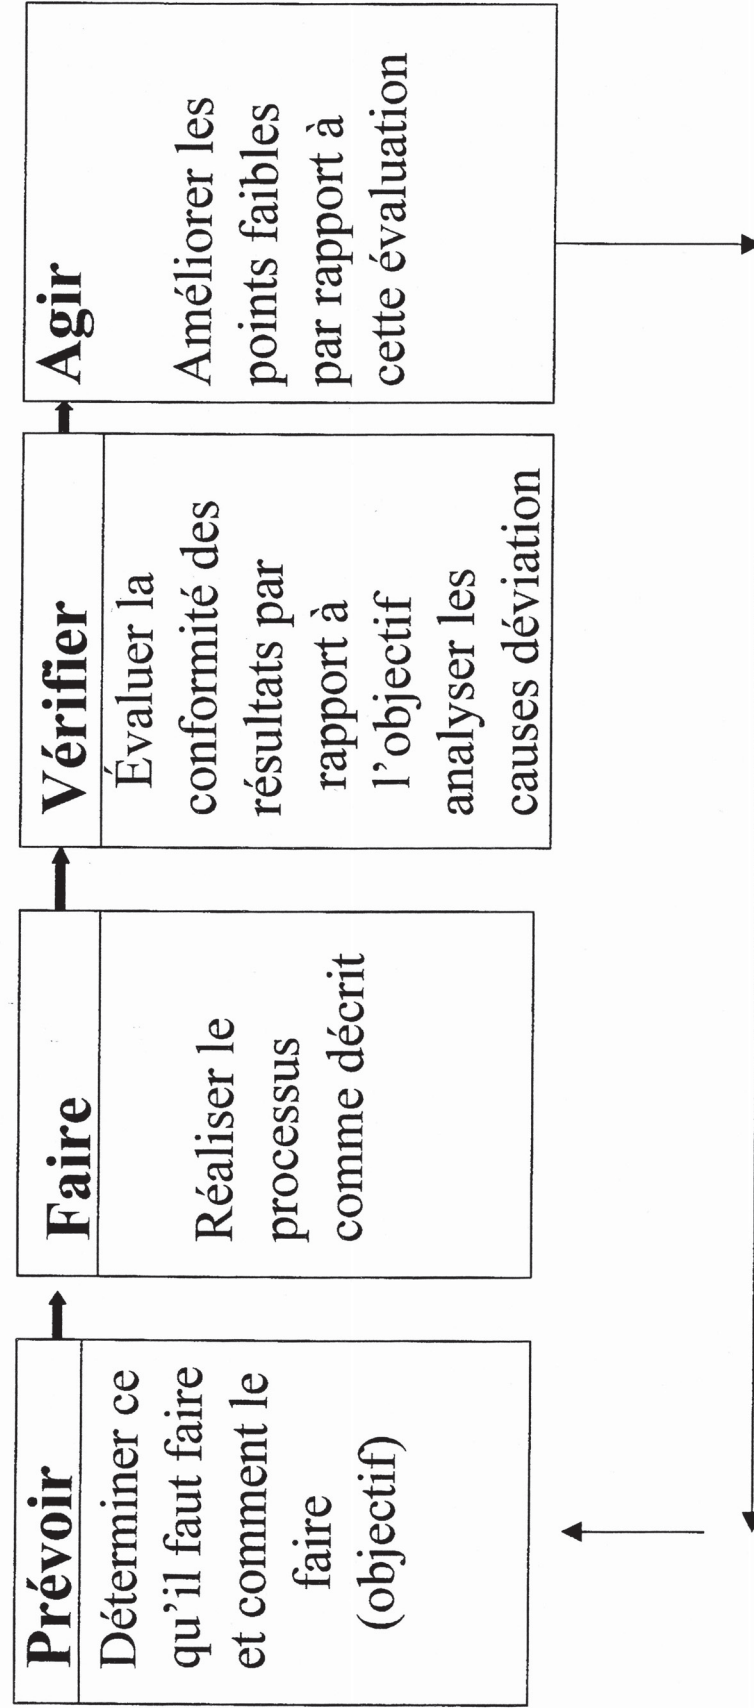 Prévoir
Déterminer ce
qu’il faut faire
et comment le
faire
(objectif)
Faire
Réaliser le
processus
comme décrit
Vérifier
Évaluer la
conformité des
résultats par
rapport à
l’objectif
analyser les
causes déviation
Agir
Améliorer les
points faibles
par rapport à
cette évaluation